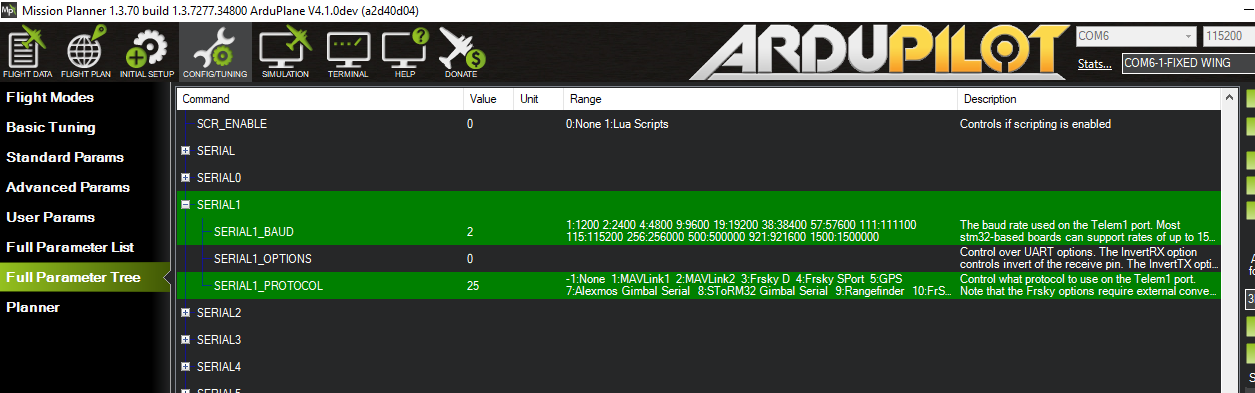 Mission Planner 1.3.70 build 1.3.7277.34800 ArduPlane V4.1.0dev (a2d40d04)
FLIGHT DATA FLIGHT PLAN INITIAL SETUP CONFIG/TUNING SIMULATION TERMINAL HELP DONATE
ARDUPILOT
COM6 115200
Stats... COM6-1-FIXED WING
Flight Modes
Basic Tuning
Standard Params
Advanced Params
User Params
Full Parameter List
Full Parameter Tree
Planner
Command Value Unit Range Description
SCR_ENABLE 0 0:None 1:Lua Scripts Controls if scripting is enabled
SERIAL
SERIAL0
SERIAL1
SERIAL1_BAUD 2 1:1200 2:2400 4:4800 9:9600 19:19200 38:38400 57:57600 111:111100 The baud rate used on the Telem1 port. Most
115:115200 256:256000 500:500000 921:921600 1500:1500000 stm32-based boards can support rates of up to 15...
SERIAL1_OPTIONS 0 Control over UART options. The InvertRX option
controls invert of the receive pin. The InvertTX opti...
SERIAL1_PROTOCOL 25 -1:None 1:MAVLink1 2:MAVLink2 3:Frsky D 4:Frsky SPort 5:GPS Control what protocol to use on the Telem1 port.
7:Alexmos Gimbal Serial 8:SToRM32 Gimbal Serial 9:Rangefinder 10:FrS... Note that the Frsky options require external conve...
SERIAL2
SERIAL3
SERIAL4
SERIAL5